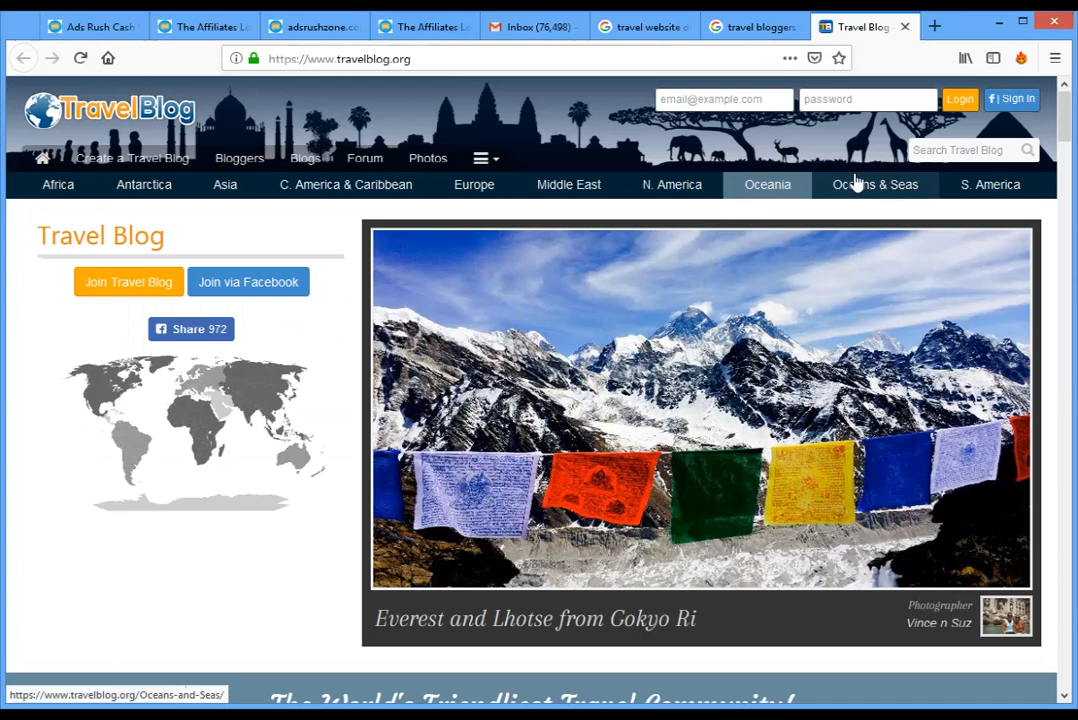 Ads Rush Cash
The Affiliates Lo
adsrushzone.co
The Affiliates Lo
Inbox (76,498) -
travel website d
travel bloggers
Travel Blog -
https://www.travelblog.org
TravelBlog
email@example.com
password
Login
f | Sign In
Create a Travel Blog
Bloggers
Blogs
Forum
Photos
Search Travel Blog
Africa
Antarctica
Asia
C. America & Caribbean
Europe
Middle East
N. America
Oceania
Oceans & Seas
S. America
Travel Blog
Join Travel Blog
Join via Facebook
Share 972
Everest and Lhotse from Gokyo Ri
Photographer
Vince n Suz
https://www.travelblog.org/Oceans-and-Seas/
The World's Friendliest Travel Community!